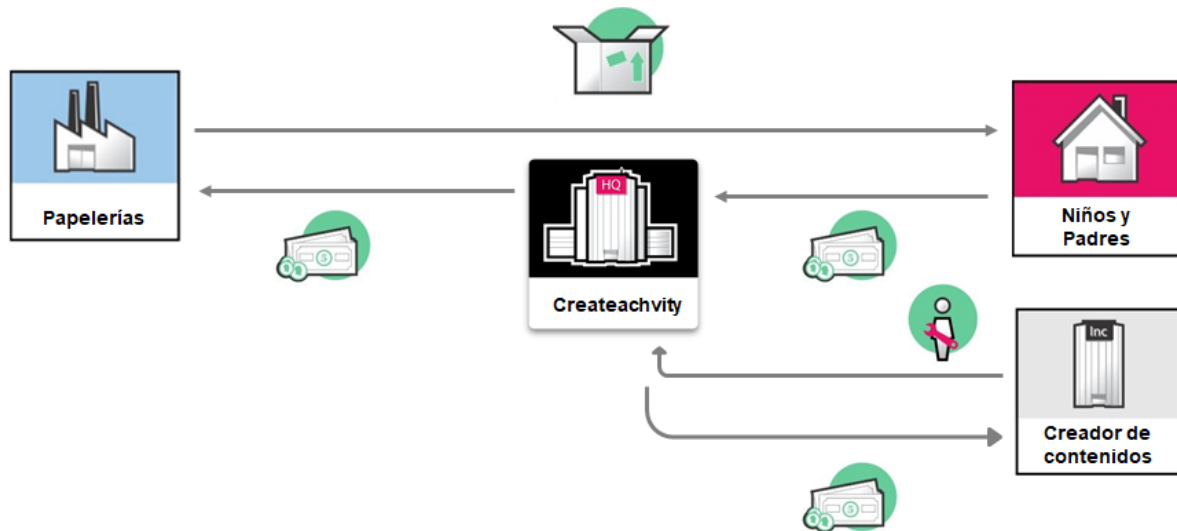 HQ
Papelerías
Niños y
Padres
Createachvity
Inc
Creador de
contenidos